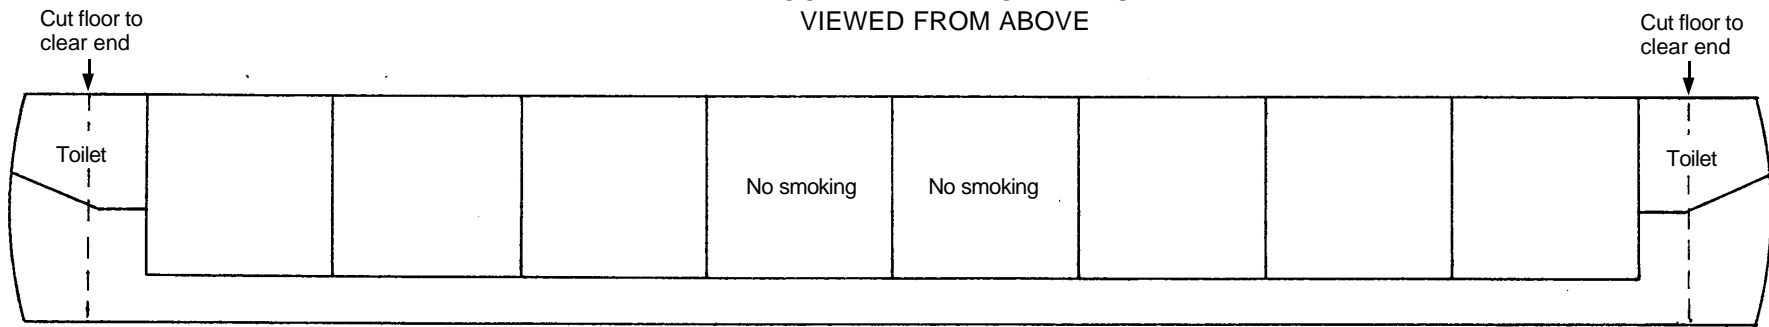 VIEWED FROM ABOVE
Cut floor to
clear end
Cut floor to
clear end
Toilet
No smoking
No smoking
Toilet